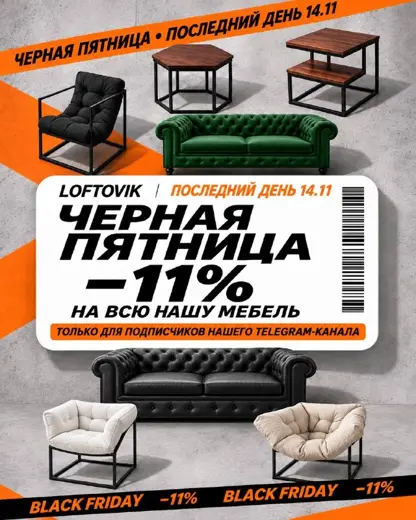 ЧЕРНАЯ ПЯТНИЦА • ПОСЛЕДНИЙ ДЕНЬ 14.11
LOFTOVIK | ПОСЛЕДНИЙ ДЕНЬ 14.11
ЧЕРНАЯ
ПЯТНИЦА
–11%
НА ВСЮ НАШУ МЕБЕЛЬ
ТОЛЬКО ДЛЯ ПОДПИСЧИКОВ НАШЕГО TELEGRAM-КАНАЛА
BLACK FRIDAY –11% BLACK FRIDAY –11%